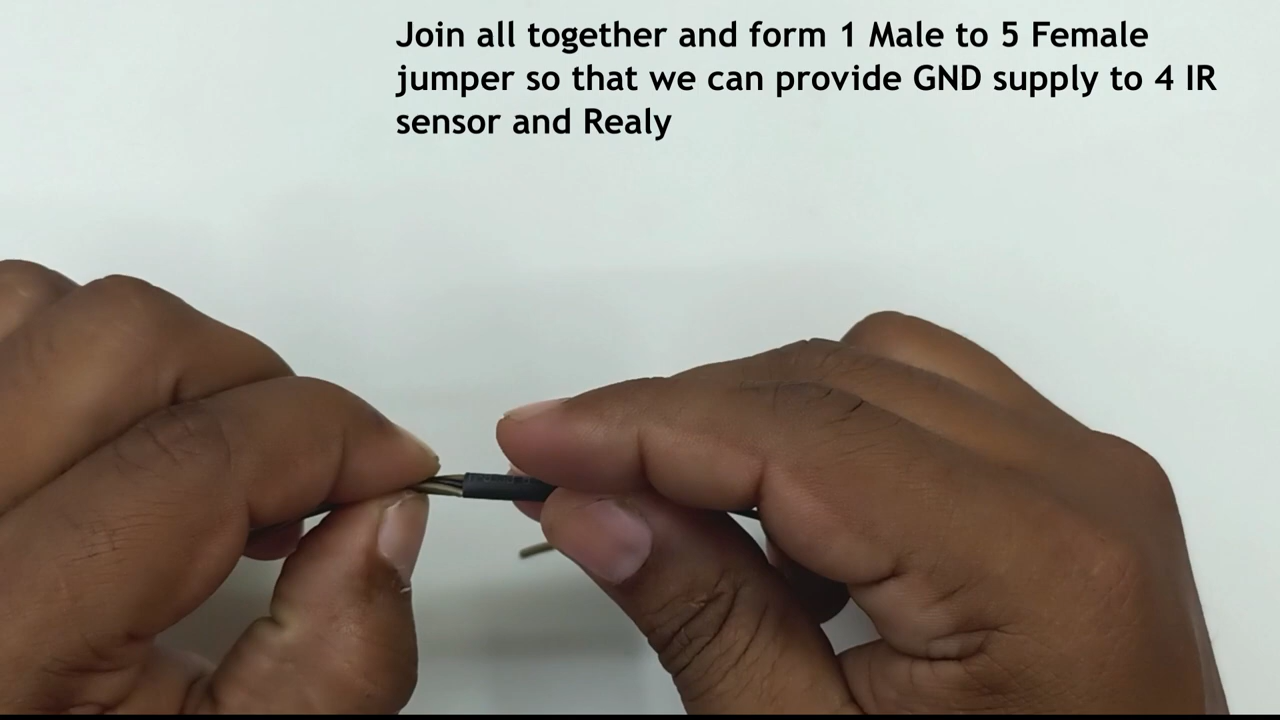 Join all together and form 1 Male to 5 Female
jumper so that we can provide GND supply to 4 IR
sensor and Realy